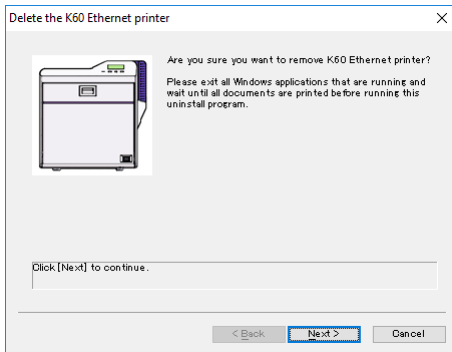 Delete the K60 Ethernet printer
Are you sure you want to remove K60 Ethernet printer?
Please exit all Windows applications that are running and
wait until all documents are printed before running this
uninstall program.
Click [Next] to continue.
< Back
Next >
Cancel